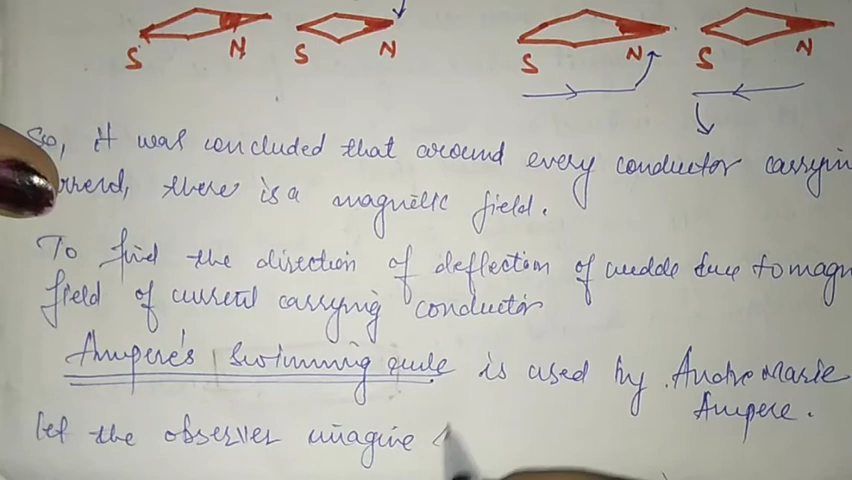 S N S N S N S N
So, it was concluded that around every conductor carryin
there is a magnetic field.
To find the direction of deflection of needle due to magn
field of current carrying conductor
Ampere's swimming rule is used by Andre Marie
Ampere.
let the observer imagine